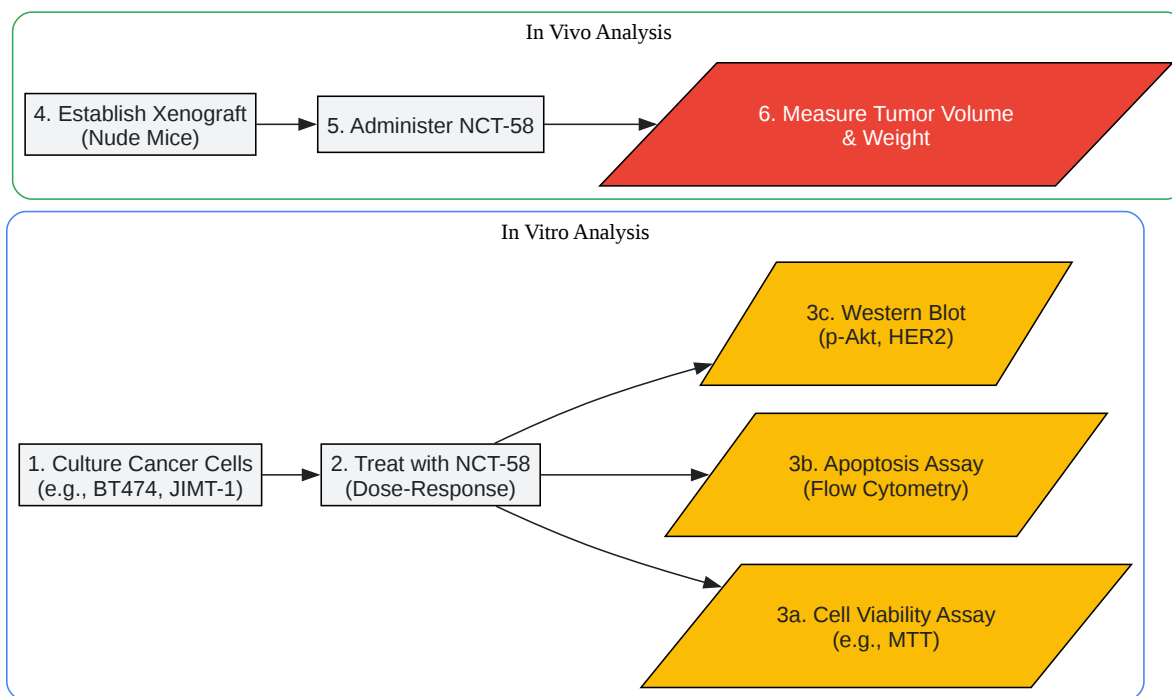 In Vivo Analysis
4. Establish Xenograft
(Nude Mice)
5. Administer NCT-58
6. Measure Tumor Volume
& Weight
In Vitro Analysis
3c. Western Blot
(p-Akt, HER2)
1. Culture Cancer Cells
(e.g., BT474, JIMT-1)
2. Treat with NCT-58
(Dose-Response)
3b. Apoptosis Assay
(Flow Cytometry)
3a. Cell Viability Assay
(e.g., MTT)